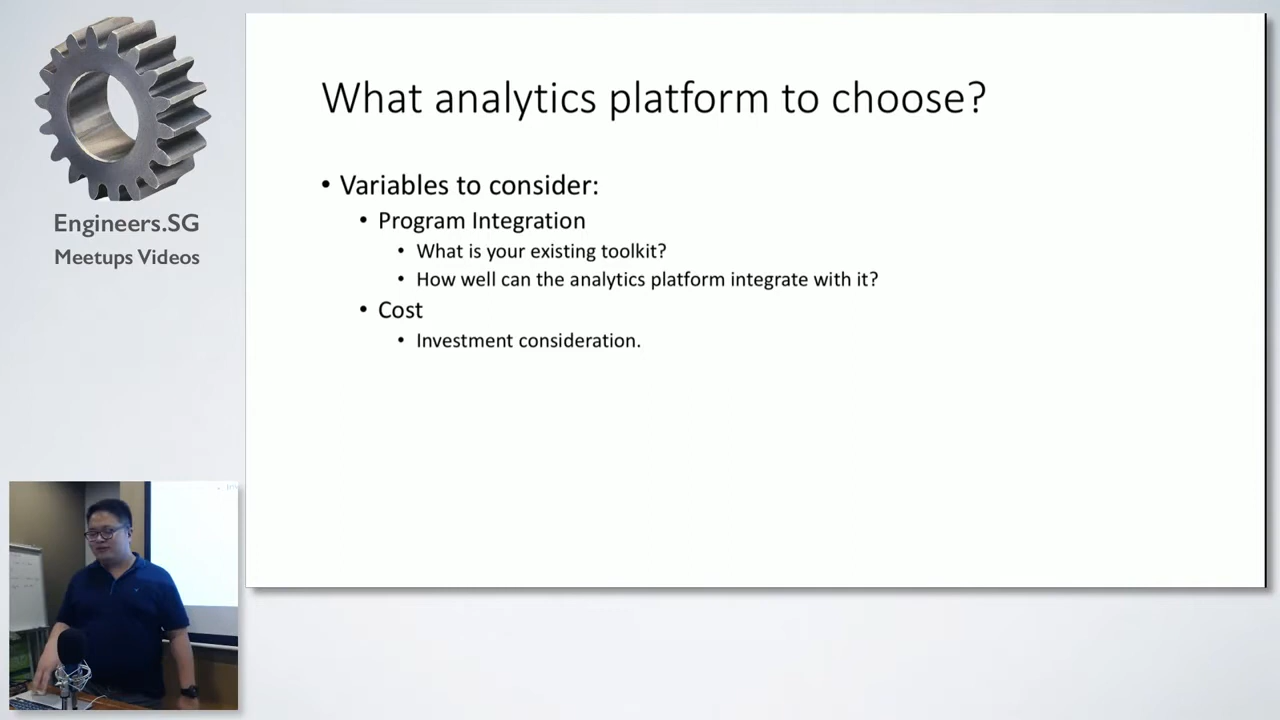 Engineers.SG
Meetups Videos
What analytics platform to choose?
• Variables to consider:
• Program Integration
• What is your existing toolkit?
• How well can the analytics platform integrate with it?
• Cost
• Investment consideration.